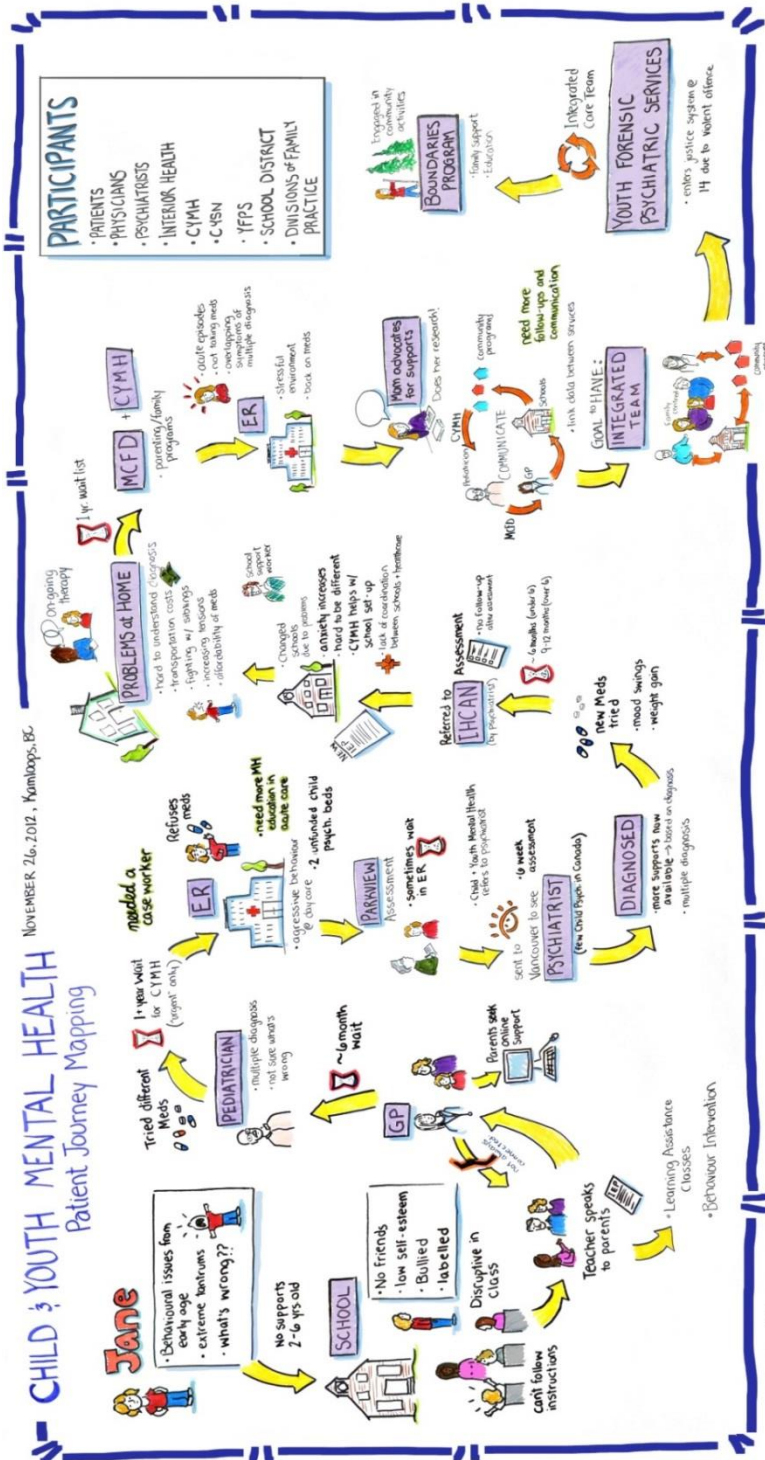 CHILD & YOUTH MENTAL HEALTH
NOVEMBER 26, 2012, Kamloops, BC
Patient Journey Mapping
Jane
• Behavioural issues from
early age
• extreme tantrums
• what's wrong??
No supports
2-6 yrs old
SCHOOL
• No Friends
• low self-esteem
• Bullied
• labelled
can't follow
instructions
Disruptive in
Class
Teacher speaks
to parents
IEP
• Learning Assistance
Classes
• Behaviour Intervention
not always
connected
GP
Parents seek
online
support
~6 month
wait
PEDIATRICIAN
• multiple diagnosis
• not sure what's
wrong
Tried different
Meds
1+ year wait
for CYMH
("urgent" only)
needed a
case worker
ER
Refuses
meds
• agressive behaviour
@ daycare
• need more MH
education in
acute care
• 2 unfunded child
psych. beds
PARKVIEW
Assessment
• sometimes wait
in ER
• Child + Youth Mental Health
refers to psychiatrist
sent to
Vancouver to see
• 6 week
assessment
PSYCHIATRIST
(few Child Psych. in Canada)
DIAGNOSED
• more supports now
available → based on diagnosis
• multiple diagnosis
new Meds
tried
• mood swings
• weight gain
~6 months (under 6)
9-12 months (over 6)
Referred to
IHCAN
(by psychiatrist)
Assessment
• no follow-up
after assessment
NEW
IEP
• Changed
schools
due to problems
School
support
worker
• anxiety increases
• hard to be different
• CYMH helps w/
school set-up
• lack of coordination
between schools + healthcare
PROBLEMS at HOME
on-going
therapy
• hard to understand diagnosis
• transportation costs
• fighting w/ siblings
• increasing tensions
• affordability of meds
1 yr. wait list
MCFD + CYMH
• parenting/family
programs
ER
• acute episodes
• not taking meds
• overlapping
symptoms of
multiple diagnosis
• stressful
environment
• back on meds
Mom advocates
for supports
Does her research!
CYMH
Pediatrician
MCFD
COMMUNICATE
GP
Schools
community
programs
need more
follow-ups and
communication
• link data between services
GOAL to HAVE:
INTEGRATED
TEAM
Family
centred
YOUTH FORENSIC
PSYCHIATRIC SERVICES
• enters justice system @
14 due to violent offence
Integrated
Care Team
BOUNDARIES
PROGRAM
Engaged in
community
activities
• Family Support
• Education
PARTICIPANTS
• PATIENTS
• PHYSICIANS
• PSYCHIATRISTS
• INTERIOR HEALTH
• CYMH
• CYSN
• YFPS
• SCHOOL DISTRICT
• DIVISIONS of FAMILY
PRACTICE